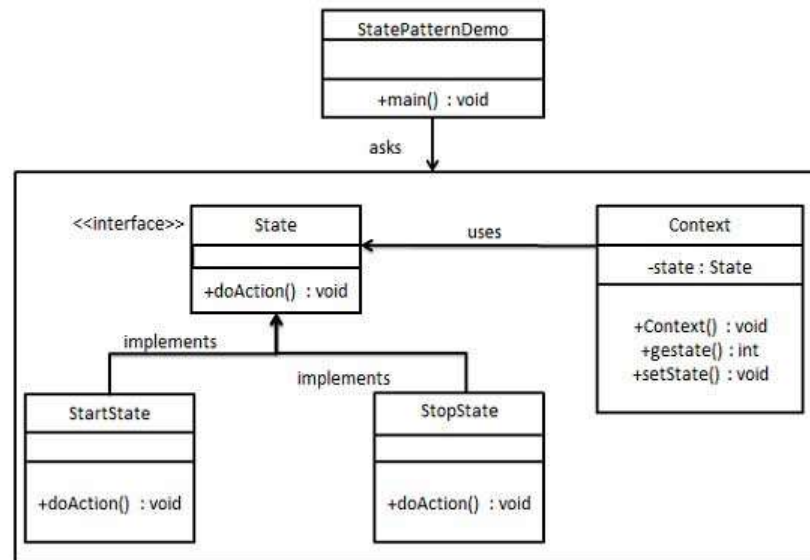 StatePatternDemo
+main() : void
asks
<<interface>>
State
+doAction() : void
uses
Context
-state : State
+Context() : void
+gestate() : int
+setState() : void
implements
implements
StartState
+doAction() : void
StopState
+doAction() : void